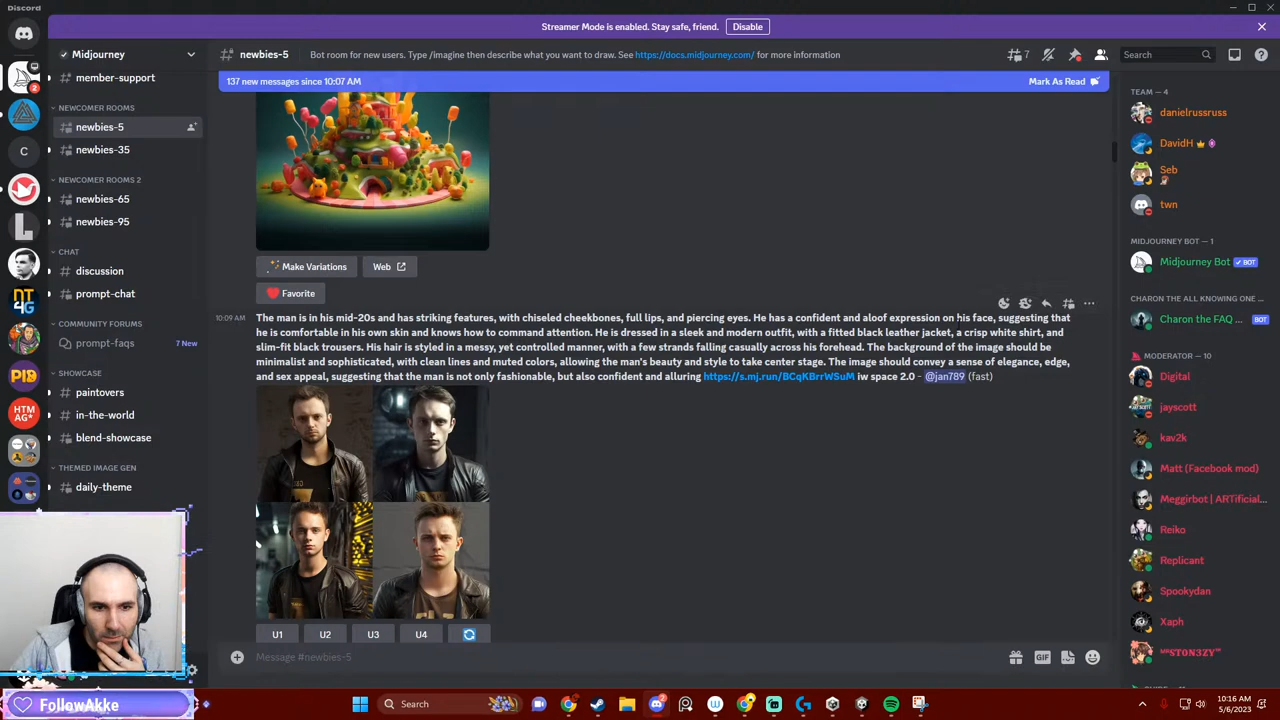 Discord
Streamer Mode is enabled. Stay safe, friend.
Disable
Midjourney
newbies-5
Bot room for new users. Type /imagine then describe what you want to draw. See https://docs.midjourney.com/ for more information
7
Search
2
member-support
NEWCOMER ROOMS
newbies-5
newbies-35
NEWCOMER ROOMS 2
newbies-65
newbies-95
CHAT
discussion
prompt-chat
prompt-faqs
7 New
SHOWCASE
paintovers
in-the-world
blend-showcase
THEMED IMAGE GEN
daily-theme
C
NT
4G
PID
HTM
AG*
137 new messages since 10:07 AM
Mark As Read
Make Variations
Web
Favorite
10:09 AM
The man is in his mid-20s and has striking features, with chiseled cheekbones, full lips, and piercing eyes. He has a confident and aloof expression on his face, suggesting that
he is comfortable in his own skin and knows how to command attention. He is dressed in a sleek and modern outfit, with a fitted black leather jacket, a crisp white shirt, and
slim-fit black trousers. His hair is styled in a messy, yet controlled manner, with a few strands falling casually across his forehead. The background of the image should be
minimalist and sophisticated, with clean lines and muted colors, allowing the man's beauty and style to take center stage. The image should convey a sense of elegance, edge,
and sex appeal, suggesting that the man is not only fashionable, but also confident and alluring https://s.mj.run/BCqKBrrWSuM iw space 2.0 - @jan789 (fast)
U1
U2
U3
U4
Message #newbies-5
GIF
TEAM — 4
danielrussruss
DavidH
Seb
twn
MIDJOURNEY BOT — 1
Midjourney Bot
BOT
CHARON THE ALL KNOWING ONE —
Charon the FAQ ...
BOT
MODERATOR — 10
Digital
jayscott
kav2k
Matt (Facebook mod)
Meggirbot | ARTificial...
Reiko
Replicant
Spookydan
Xaph
ST0N3ZY
FollowAkke
Search
10:16 AM
5/6/2023